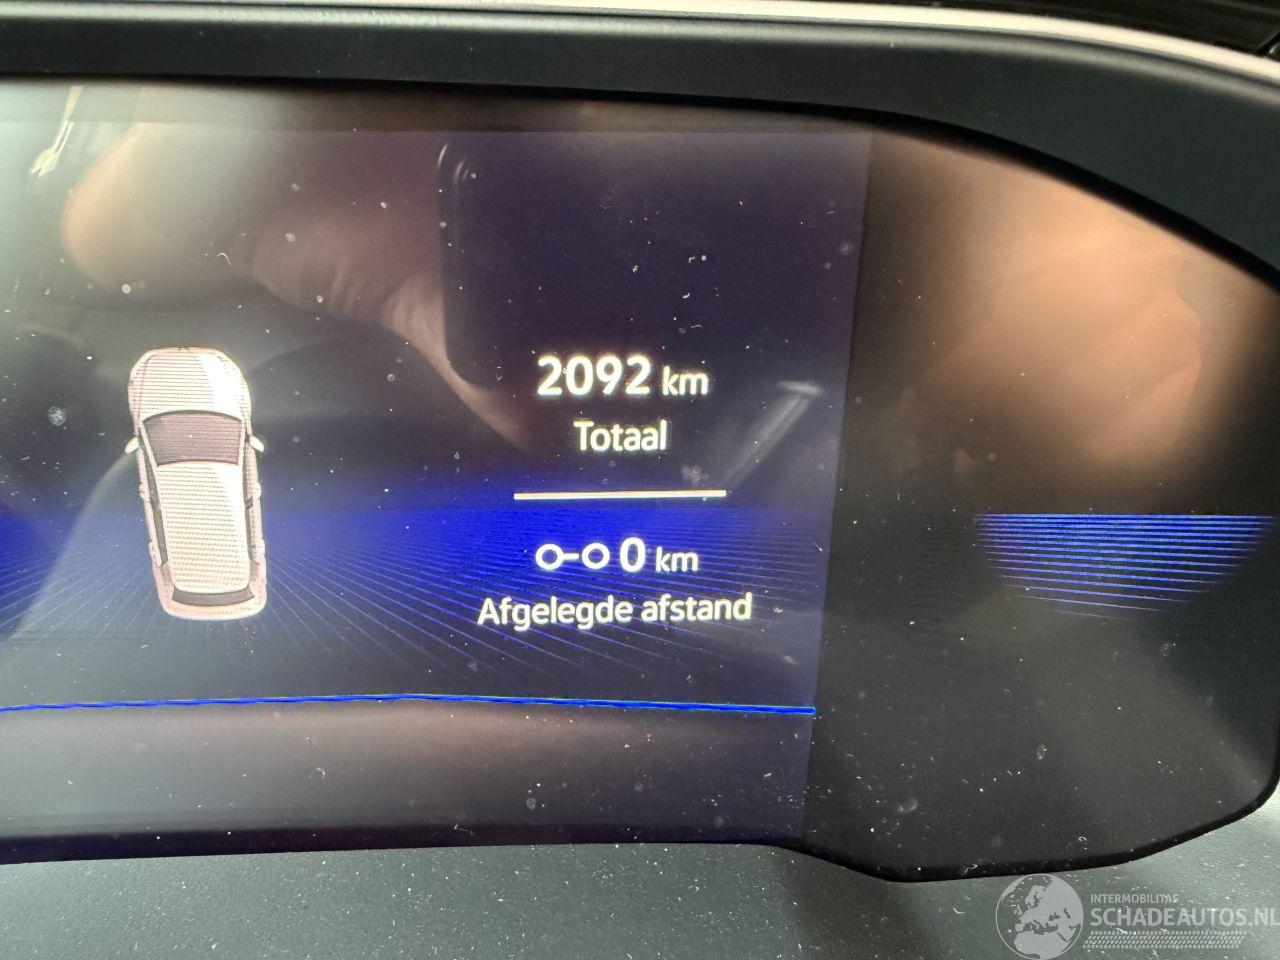 2092 km
Totaal
0 km
Afgelegde afstand
INTERMOBILITAS
SCHADEAUTOS.NL